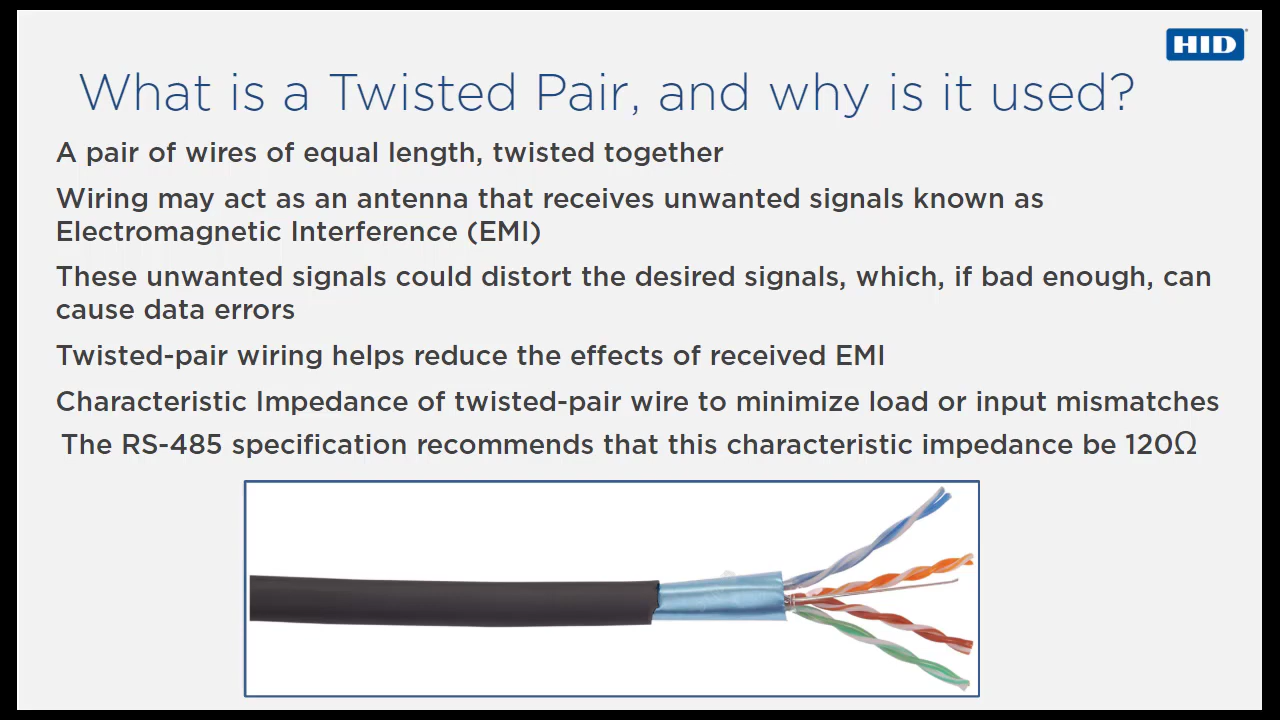 HID
What is a Twisted Pair, and why is it used?
A pair of wires of equal length, twisted together
Wiring may act as an antenna that receives unwanted signals known as
Electromagnetic Interference (EMI)
These unwanted signals could distort the desired signals, which, if bad enough, can
cause data errors
Twisted-pair wiring helps reduce the effects of received EMI
Characteristic Impedance of twisted-pair wire to minimize load or input mismatches
The RS-485 specification recommends that this characteristic impedance be 120Ω